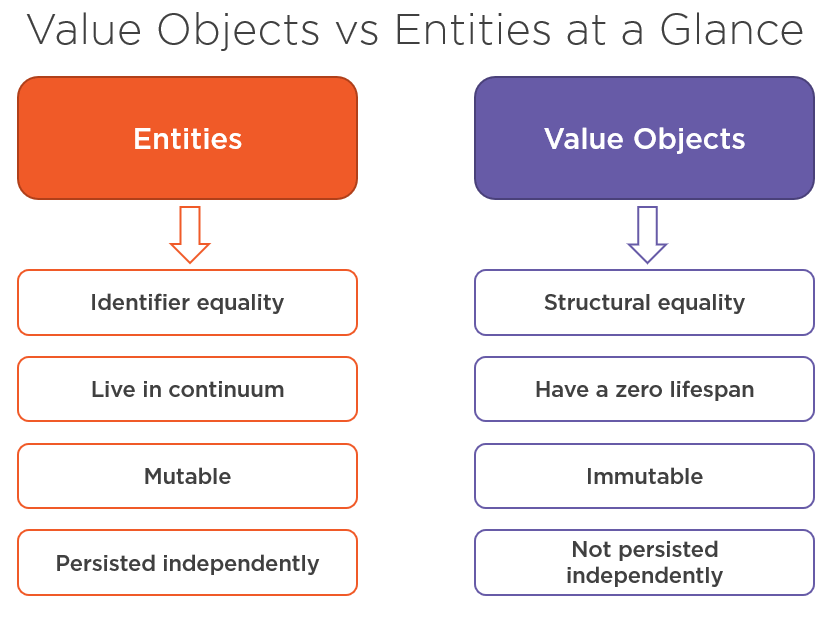 Value Objects vs Entities at a Glance
Entities
Value Objects
Identifier equality
Structural equality
Live in continuum
Have a zero lifespan
Mutable
Immutable
Persisted independently
Not persisted
independently